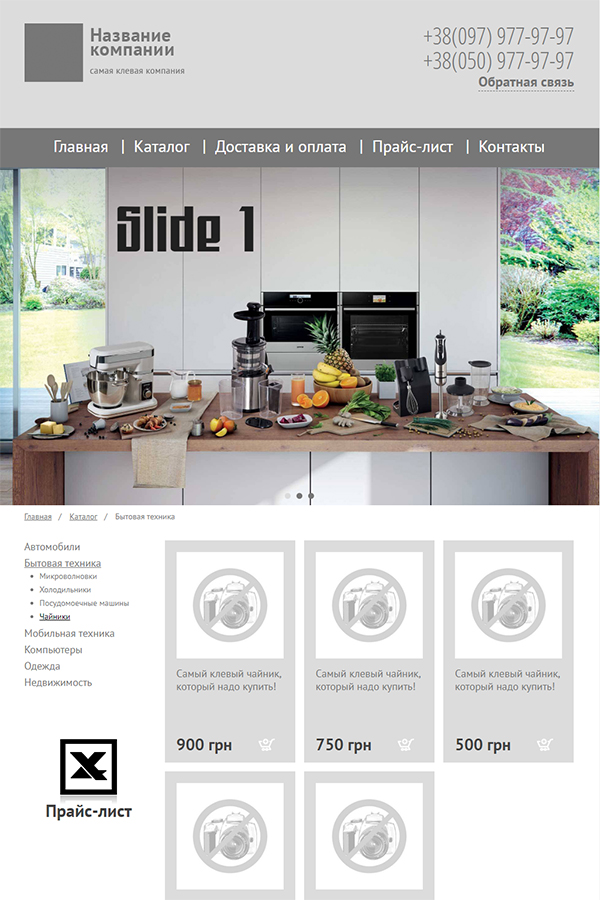 Название
компании
самая клевая компания
+38(097) 977-97-97
+38(050) 977-97-97
Обратная связь
Главная | Каталог | Доставка и оплата | Прайс-лист | Контакты
Slide 1
Главная / Каталог / Бытовая техника
Автомобили
Бытовая техника
Микроволновки
Холодильники
Посудомоечные машины
Чайники
Мобильная техника
Компьютеры
Одежда
Недвижимость
Прайс-лист
Самый клевый чайник,
который надо купить!
900 грн
Самый клевый чайник,
который надо купить!
750 грн
Самый клевый чайник,
который надо купить!
500 грн